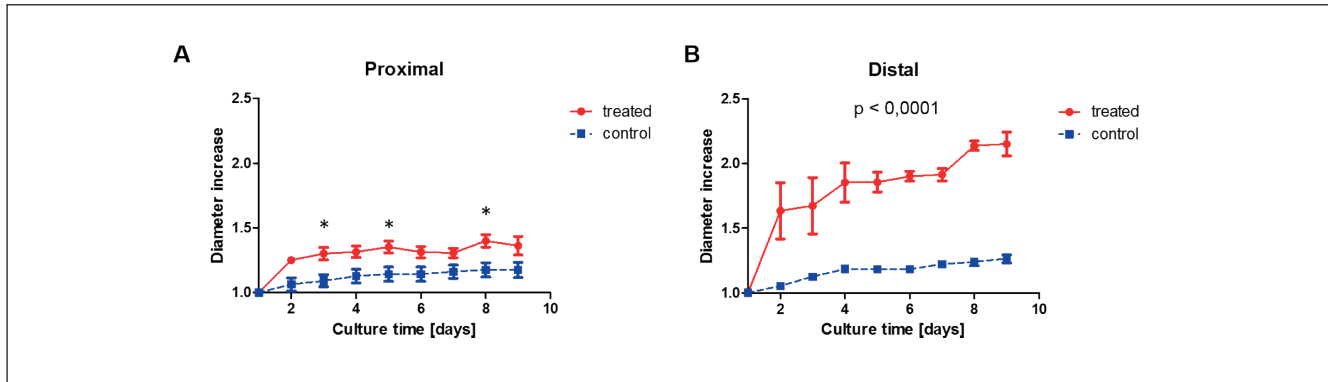 A
Proximal
2.5
2.0
1.5
1.0
Diameter increase
* * *
2 4 6 8 10
Culture time [days]
treated
control
B
Distal
p < 0,0001
2.5
2.0
1.5
1.0
Diameter increase
2 4 6 8 10
Culture time [days]
treated
control